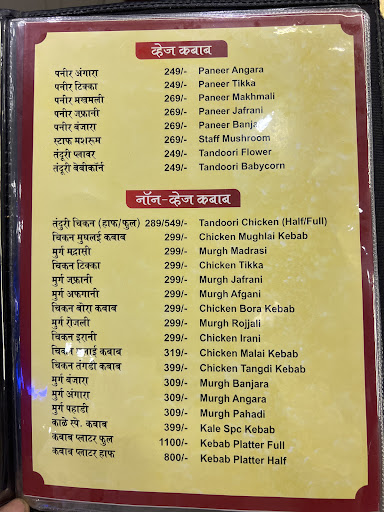 व्हेज कबाब
पनीर अंगारा 249/- Paneer Angara
पनीर टिक्का 249/- Paneer Tikka
पनीर मखमली 269/- Paneer Makhmali
पनीर जफ्रानी 269/- Paneer Jafrani
पनीर बंजारा 269/- Paneer Banjara
स्टाफ मशरूम 269/- Staff Mushroom
तंदूरी फ्लावर 249/- Tandoori Flower
तंदूरी बेबीकॉर्न 249/- Tandoori Babycorn
नॉन-व्हेज कबाब
तंदुरी चिकन (हाफ/फुल) 289/549/- Tandoori Chicken (Half/Full)
चिकन मुघलई कबाब 299/- Chicken Mughlai Kebab
मुर्ग मद्रासी 299/- Murgh Madrasi
चिकन टिक्का 299/- Chicken Tikka
मुर्ग जफ्रानी 299/- Murgh Jafrani
मुर्ग अफगानी 299/- Murgh Afgani
चिकन बोरा कबाब 299/- Chicken Bora Kebab
मुर्ग रोजली 299/- Murgh Rojjali
चिकन इरानी 299/- Chicken Irani
चिकन कबाब 319/- Chicken Malai Kebab
चिकन तंगडी कबाब 399/- Chicken Tangdi Kebab
मुर्ग बंजारा 309/- Murgh Banjara
मुर्ग अंगारा 309/- Murgh Angara
मुर्ग पहाडी 309/- Murgh Pahadi
काळे स्पे. कबाब 399/- Kale Spc Kebab
कबाब प्लाटर फुल 1100/- Kebab Platter Full
कबाब प्लाटर हाफ 800/- Kebab Platter Half